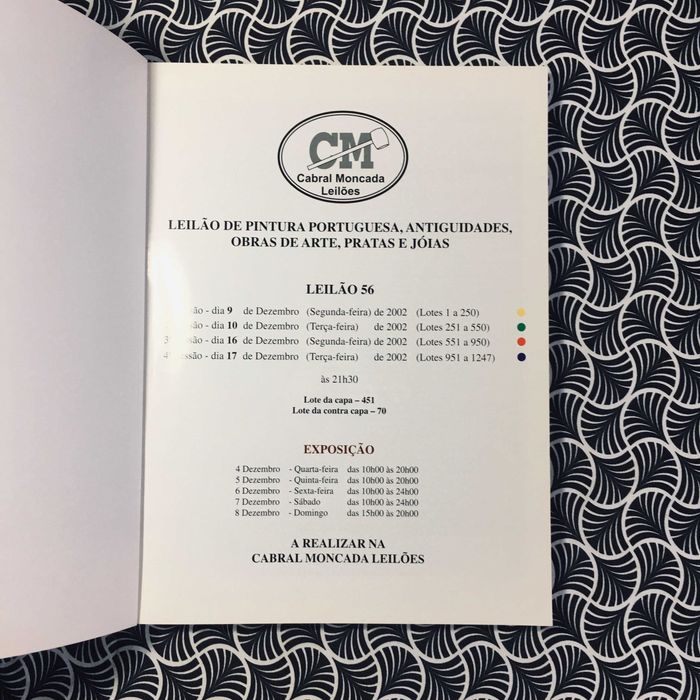 CM
Cabral Moncada
Leilões
LEILÃO DE PINTURA PORTUGUESA, ANTIGUIDADES,
OBRAS DE ARTE, PRATAS E JÓIAS
LEILÃO 56
são - dia 9 de Dezembro (Segunda-feira) de 2002 (Lotes 1 a 250)
são - dia 10 de Dezembro (Terça-feira) de 2002 (Lotes 251 a 550)
3ª são - dia 16 de Dezembro (Segunda-feira) de 2002 (Lotes 551 a 950)
4ª essão - dia 17 de Dezembro (Terça-feira) de 2002 (Lotes 951 a 1247)
às 21h30
Lote da capa – 451
Lote da contra capa – 70
EXPOSIÇÃO
4 Dezembro - Quarta-feira das 10h00 às 20h00
5 Dezembro - Quinta-feira das 10h00 às 20h00
6 Dezembro - Sexta-feira das 10h00 às 24h00
7 Dezembro - Sábado das 10h00 às 24h00
8 Dezembro - Domingo das 15h00 às 20h00
A REALIZAR NA
CABRAL MONCADA LEILÕES